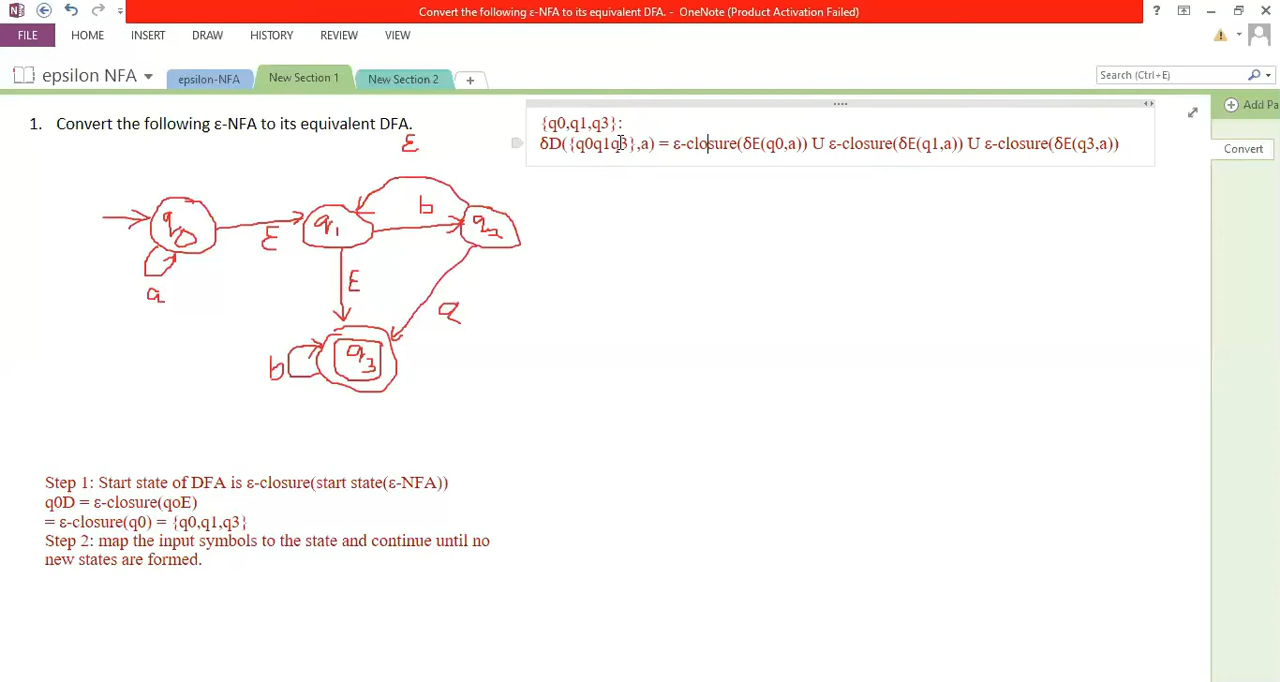 Convert the following ε-NFA to its equivalent DFA. - OneNote (Product Activation Failed)
FILE HOME INSERT DRAW HISTORY REVIEW VIEW
epsilon NFA epsilon-NFA New Section 1 New Section 2 + Search (Ctrl+E)
Add Pa
Convert
1. Convert the following ε-NFA to its equivalent DFA.
{q0,q1,q3}:
δD({q0q1q3},a) = ε-closure(δE(q0,a)) U ε-closure(δE(q1,a)) U ε-closure(δE(q3,a))
ε
b
q0 q1 q2
ε
a
ε
a
b q3
Step 1: Start state of DFA is ε-closure(start state(ε-NFA))
q0D = ε-closure(qoE)
= ε-closure(q0) = {q0,q1,q3}
Step 2: map the input symbols to the state and continue until no
new states are formed.